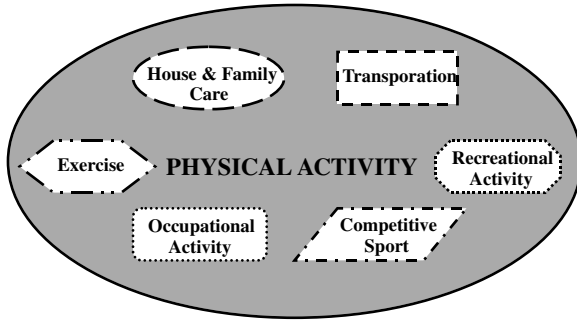 House & Family
Care
Transporation
Exercise
PHYSICAL ACTIVITY
Recreational
Activity
Occupational
Activity
Competitive
Sport